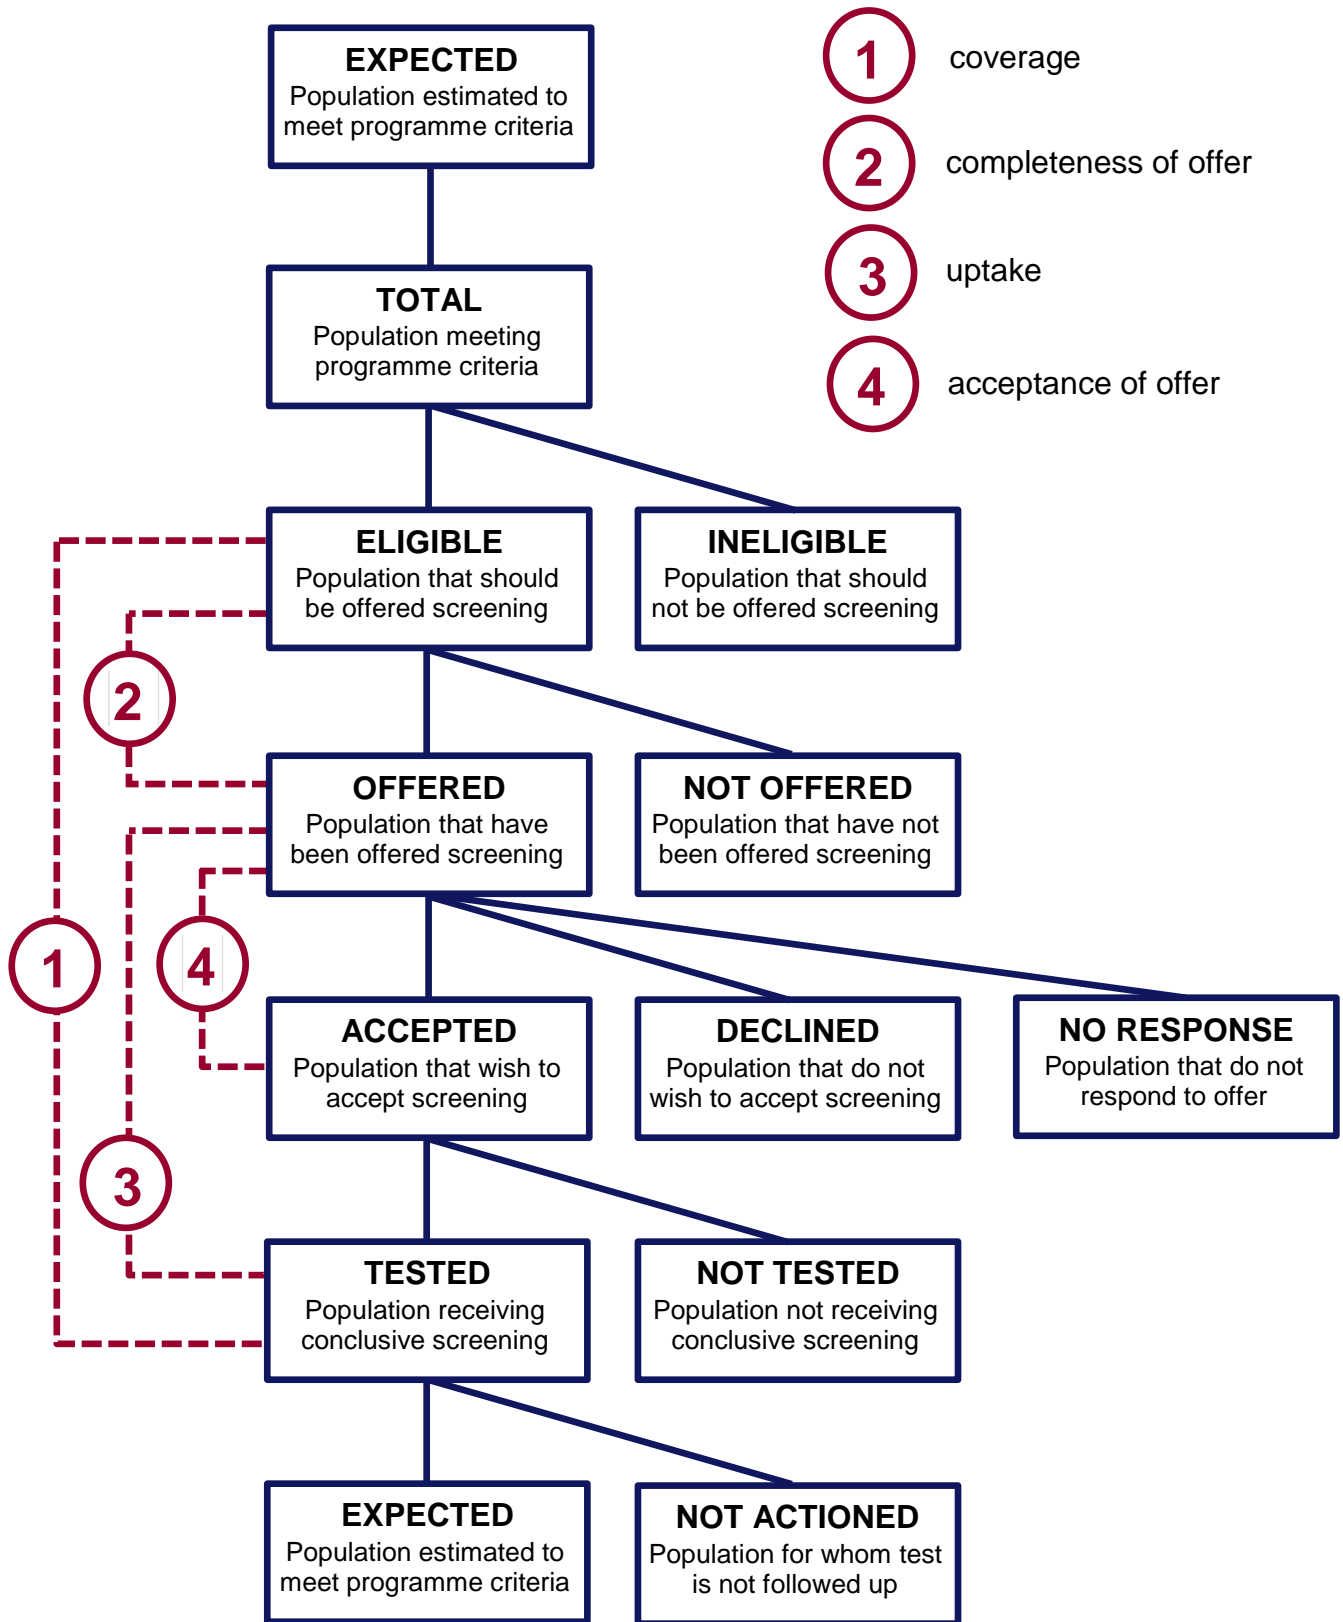 EXPECTED
Population estimated to
meet programme criteria
1 coverage
2 completeness of offer
3 uptake
4 acceptance of offer
TOTAL
Population meeting
programme criteria
ELIGIBLE
Population that should
be offered screening
INELIGIBLE
Population that should
not be offered screening
2
OFFERED
Population that have
been offered screening
NOT OFFERED
Population that have not
been offered screening
1
4
ACCEPTED
Population that wish to
accept screening
DECLINED
Population that do not
wish to accept screening
NO RESPONSE
Population that do not
respond to offer
3
TESTED
Population receiving
conclusive screening
NOT TESTED
Population not receiving
conclusive screening
EXPECTED
Population estimated to
meet programme criteria
NOT ACTIONED
Population for whom test
is not followed up